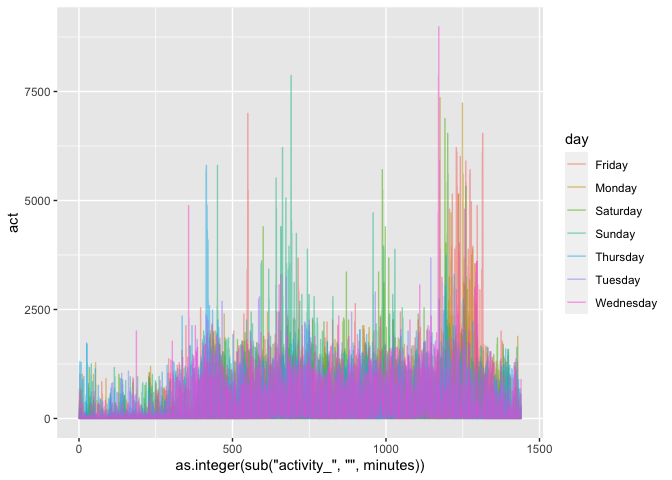 7500
5000
2500
0
act
0
500
1000
1500
as.integer(sub("activity_", "", minutes))
day
Friday
Monday
Saturday
Sunday
Thursday
Tuesday
Wednesday